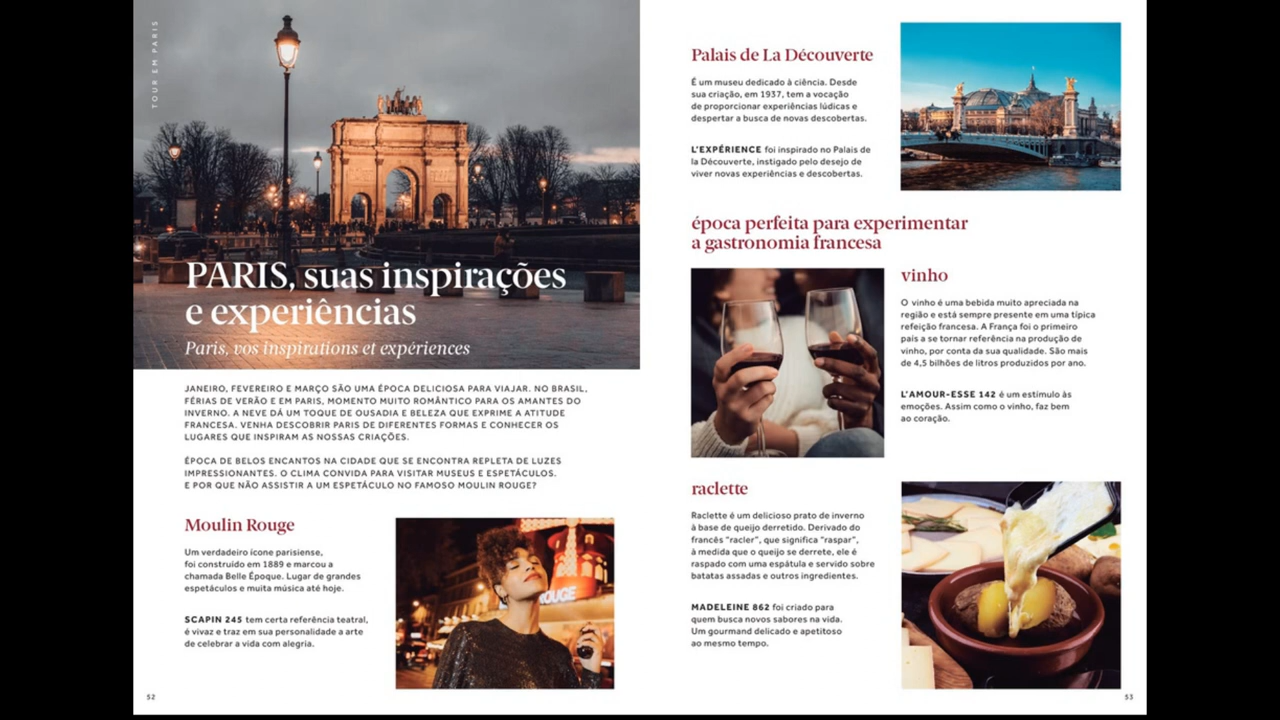 TOUR EM PARIS
PARIS, suas inspirações
e experiências
Paris, vos inspirations et expériences
JANEIRO, FEVEREIRO E MARÇO SÃO UMA ÉPOCA DELICIOSA PARA VIAJAR. NO BRASIL,
FÉRIAS DE VERÃO E EM PARIS, MOMENTO MUITO ROMÂNTICO PARA OS AMANTES DO
INVERNO. A NEVE DÁ UM TOQUE DE OUSADIA E BELEZA QUE EXPRIME A ATITUDE
FRANCESA. VENHA DESCOBRIR PARIS DE DIFERENTES FORMAS E CONHECER OS
LUGARES QUE INSPIRAM AS NOSSAS CRIAÇÕES.
ÉPOCA DE BELOS ENCANTOS NA CIDADE QUE SE ENCONTRA REPLETA DE LUZES
IMPRESSIONANTES. O CLIMA CONVIDA PARA VISITAR MUSEUS E ESPETÁCULOS.
E POR QUE NÃO ASSISTIR A UM ESPETÁCULO NO FAMOSO MOULIN ROUGE?
Moulin Rouge
Um verdadeiro ícone parisiense,
foi construído em 1889 e marcou a
chamada Belle Époque. Lugar de grandes
espetáculos e muita música até hoje.
SCAPIN 245 tem certa referência teatral,
é vivaz e traz em sua personalidade a arte
de celebrar a vida com alegria.
ROUGE
52
Palais de La Découverte
É um museu dedicado à ciência. Desde
sua criação, em 1937, tem a vocação
de proporcionar experiências lúdicas e
despertar a busca de novas descobertas.
L'EXPÉRIENCE foi inspirado no Palais de
la Découverte, instigado pelo desejo de
viver novas experiências e descobertas.
época perfeita para experimentar
a gastronomia francesa
vinho
O vinho é uma bebida muito apreciada na
região e está sempre presente em uma típica
refeição francesa. A França foi o primeiro
país a se tornar referência na produção de
vinho, por conta da sua qualidade. São mais
de 4,5 bilhões de litros produzidos por ano.
L'AMOUR-ESSE 142 é um estímulo às
emoções. Assim como o vinho, faz bem
ao coração.
raclette
Raclette é um delicioso prato de inverno
à base de queijo derretido. Derivado do
francês "racler", que significa "raspar",
à medida que o queijo se derrete, ele é
raspado com uma espátula e servido sobre
batatas assadas e outros ingredientes.
MADELEINE 862 foi criado para
quem busca novos sabores na vida.
Um gourmand delicado e apetitoso
ao mesmo tempo.
53